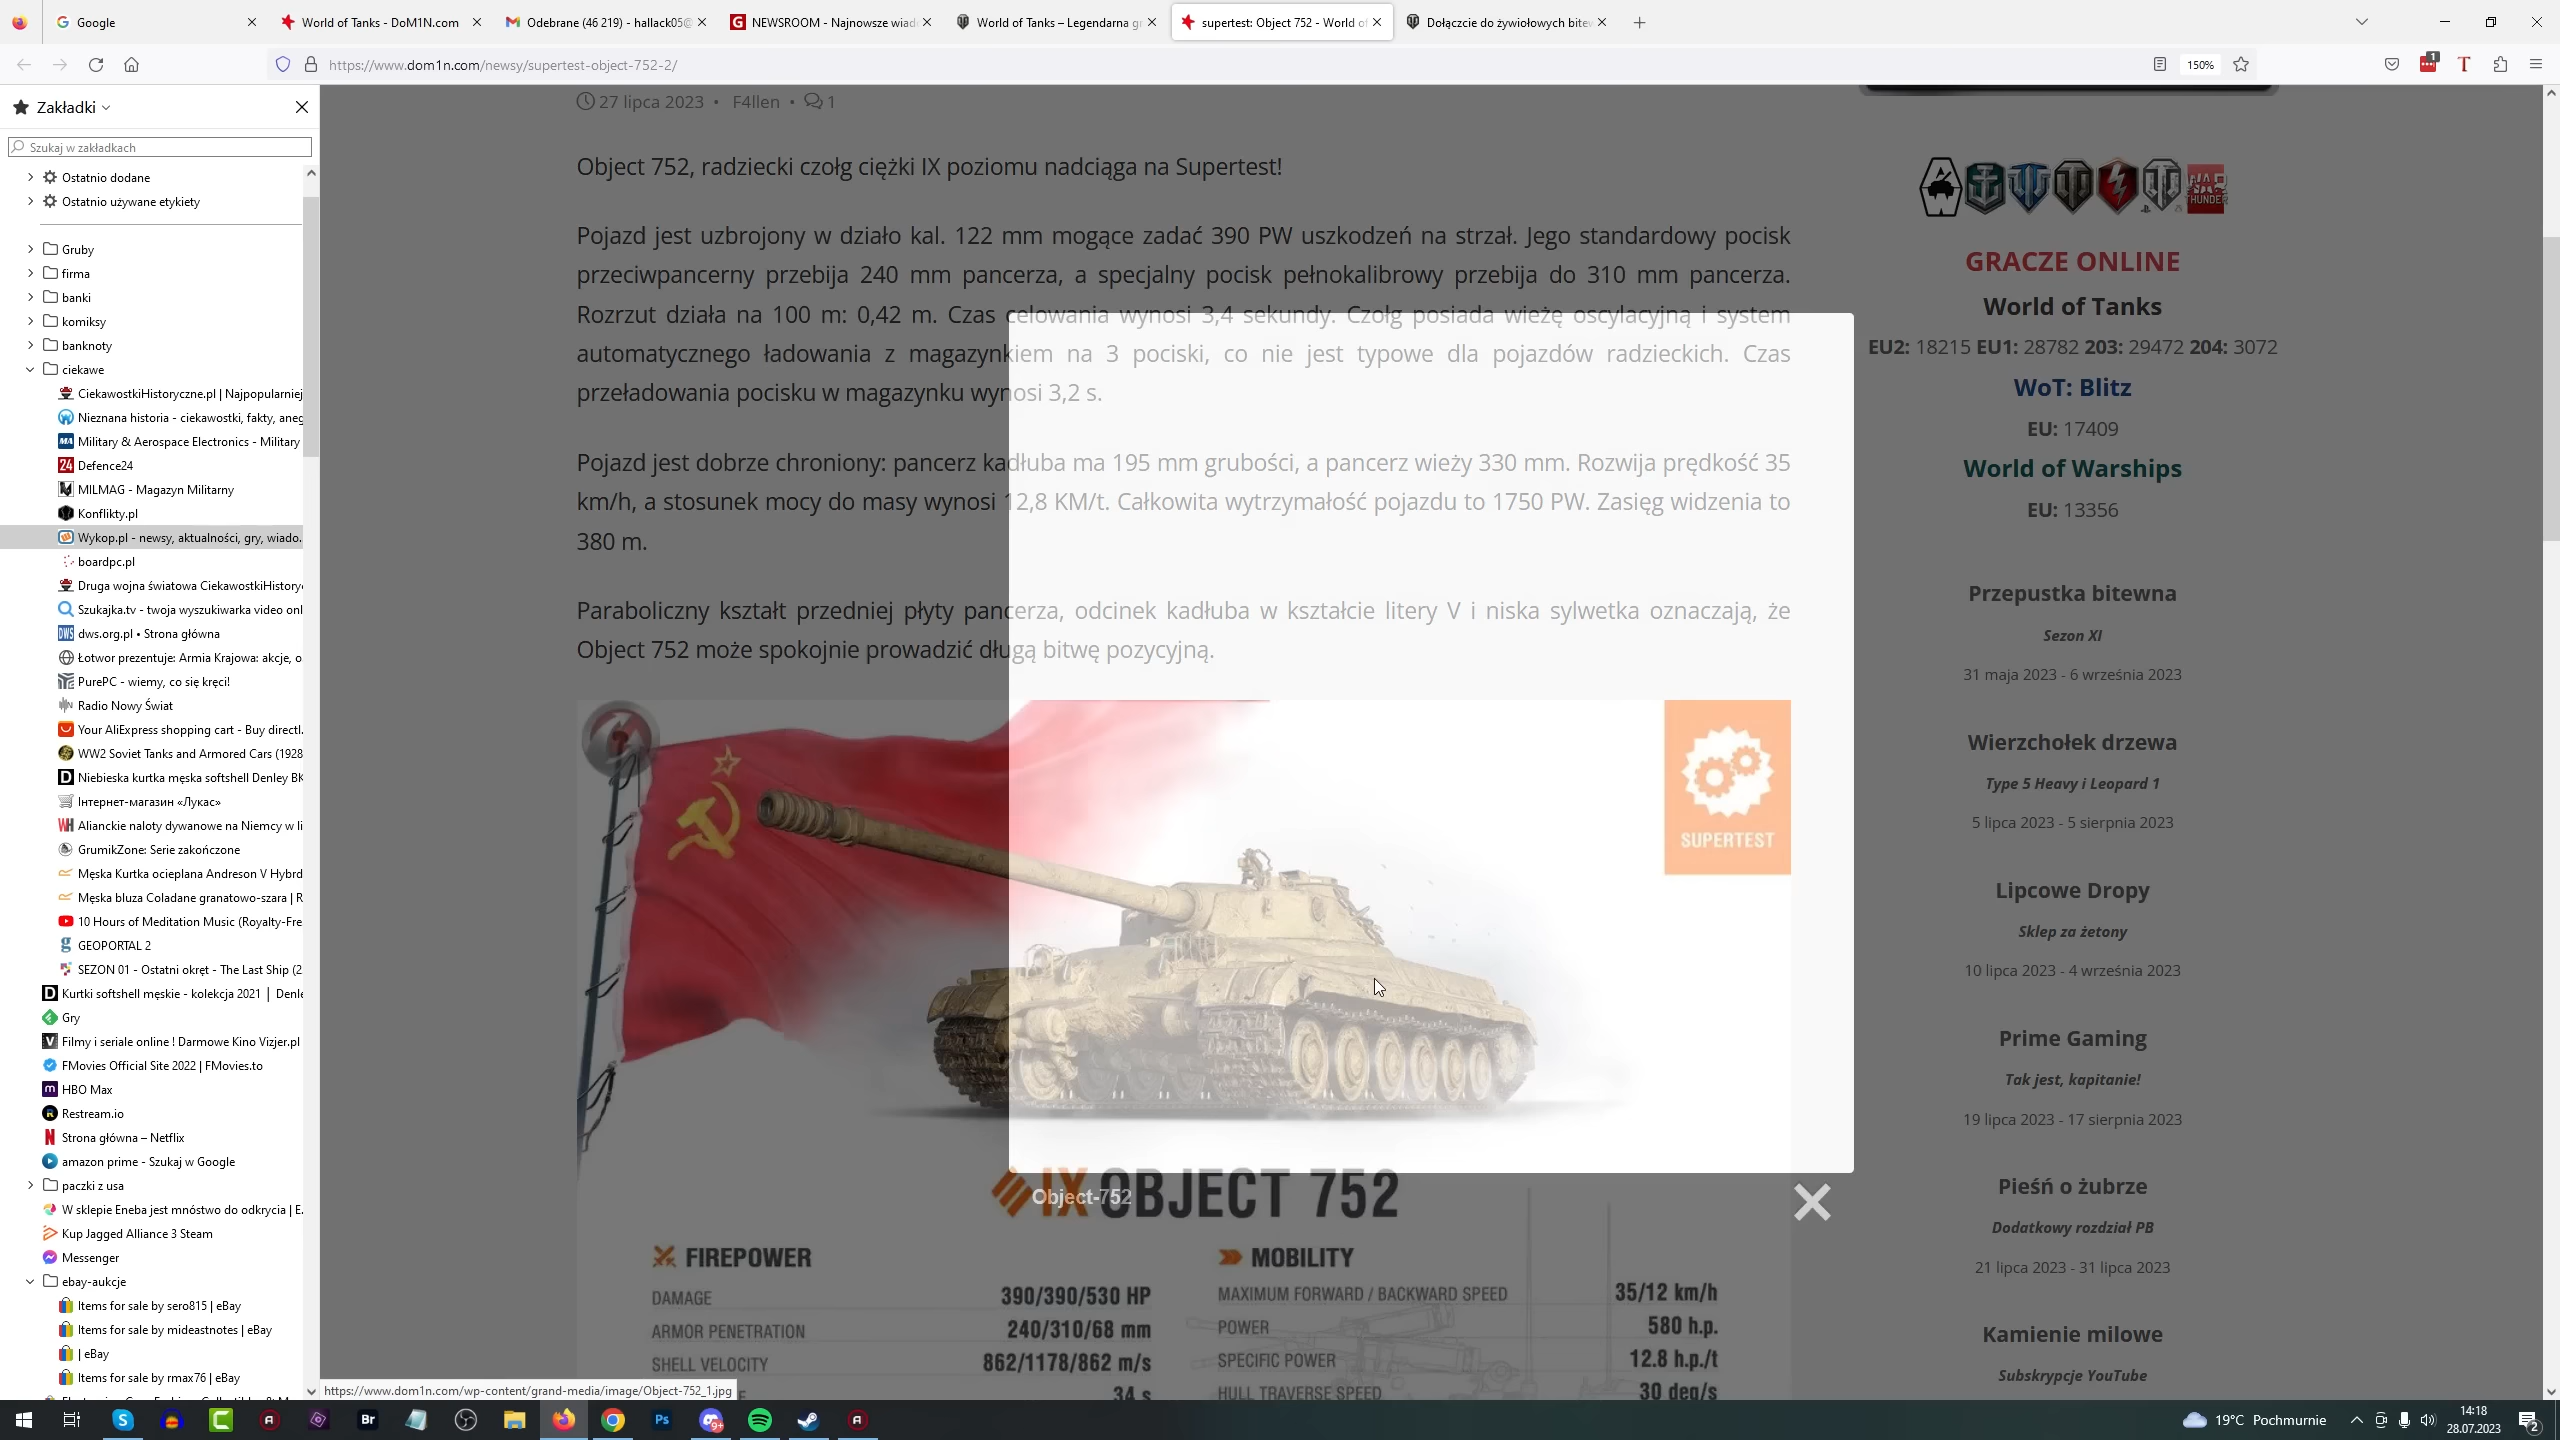 Google
World of Tanks - DoM1N.com
Odebrane (46 219) - hallack05@
NEWSROOM - Najnowsze wiad
World of Tanks – Legendarna gr
supertest: Object 752 - World of
Dołączcie do żywiołowych bitew
https://www.dom1n.com/newsy/supertest-object-752-2/
150%
1
Zakładki
Szukaj w zakładkach
Ostatnio dodane
Ostatnio używane etykiety
Gruby
firma
banki
komiksy
banknoty
ciekawe
CiekawostkiHistoryczne.pl | Najpopularniej
Nieznana historia - ciekawostki, fakty, aneg
Military & Aerospace Electronics - Military
Defence24
MILMAG - Magazyn Militarny
Konflikty.pl
Wykop.pl - newsy, aktualności, gry, wiado...
boardpc.pl
Druga wojna światowa CiekawostkiHistoryc
Szukajka.tv - twoja wyszukiwarka video onl
dws.org.pl • Strona główna
Łotwor prezentuje: Armia Krajowa: akcje, o
PurePC - wiemy, co się kręci!
Radio Nowy Świat
Your AliExpress shopping cart - Buy directl...
WW2 Soviet Tanks and Armored Cars (1928
Niebieska kurtka męska softshell Denley BK
Інтернет-магазин «Лукас»
Alianckie naloty dywanowe na Niemcy w li
GrumikZone: Serie zakończone
Męska Kurtka ocieplana Andreson V Hybrd
Męska bluza Coladane granatowo-szara | R
10 Hours of Meditation Music (Royalty-Fre
GEOPORTAL 2
SEZON 01 - Ostatni okręt - The Last Ship (2
Kurtki softshell męskie - kolekcja 2021 | Denle
Gry
Filmy i seriale online ! Darmowe Kino Vizjer.pl
FMovies Official Site 2022 | FMovies.to
HBO Max
Restream.io
Strona główna – Netflix
amazon prime - Szukaj w Google
paczki z usa
W sklepie Eneba jest mnóstwo do odkrycia | E...
Kup Jagged Alliance 3 Steam
Messenger
ebay-aukcje
Items for sale by sero815 | eBay
Items for sale by mideastnotes | eBay
| eBay
Items for sale by rmax76 | eBay
27 lipca 2023 • F4llen • 1
Object 752, radziecki czołg ciężki IX poziomu nadciąga na Supertest!
Pojazd jest uzbrojony w działo kal. 122 mm mogące zadać 390 PW uszkodzeń na strzał. Jego standardowy pocisk
przeciwpancerny przebija 240 mm pancerza, a specjalny pocisk pełnokalibrowy przebija do 310 mm pancerza.
Rozrzut działa na 100 m: 0,42 m. Czas celowania wynosi 3,4 sekundy. Czołg posiada wieżę oscylacyjną i system
automatycznego ładowania z magazynkiem na 3 pociski, co nie jest typowe dla pojazdów radzieckich. Czas
przeładowania pocisku w magazynku wynosi 3,2 s.
Pojazd jest dobrze chroniony: pancerz kadłuba ma 195 mm grubości, a pancerz wieży 330 mm. Rozwija prędkość 35
km/h, a stosunek mocy do masy wynosi 12,8 KM/t. Całkowita wytrzymałość pojazdu to 1750 PW. Zasięg widzenia to
380 m.
Paraboliczny kształt przedniej płyty pancerza, odcinek kadłuba w kształcie litery V i niska sylwetka oznaczają, że
Object 752 może spokojnie prowadzić długą bitwę pozycyjną.
SUPERTEST
IX OBJECT 752
Object-752
FIREPOWER
DAMAGE 390/390/530 HP
ARMOR PENETRATION 240/310/68 mm
SHELL VELOCITY 862/1178/862 m/s
34 s
MOBILITY
MAXIMUM FORWARD / BACKWARD SPEED 35/12 km/h
POWER 580 h.p.
SPECIFIC POWER 12.8 h.p./t
HULL TRAVERSE SPEED 30 deg/s
https://www.dom1n.com/wp-content/grand-media/image/Object-752_1.jpg
WAR THUNDER
GRACZE ONLINE
World of Tanks
EU2: 18215 EU1: 28782 203: 29472 204: 3072
WoT: Blitz
EU: 17409
World of Warships
EU: 13356
Przepustka bitewna
Sezon XI
31 maja 2023 - 6 września 2023
Wierzchołek drzewa
Type 5 Heavy i Leopard 1
5 lipca 2023 - 5 sierpnia 2023
Lipcowe Dropy
Sklep za żetony
10 lipca 2023 - 4 września 2023
Prime Gaming
Tak jest, kapitanie!
19 lipca 2023 - 17 sierpnia 2023
Pieśń o żubrze
Dodatkowy rozdział PB
21 lipca 2023 - 31 lipca 2023
Kamienie milowe
Subskrypcje YouTube
Br
Ps
9+
19°C Pochmurnie
14:18
28.07.2023
2